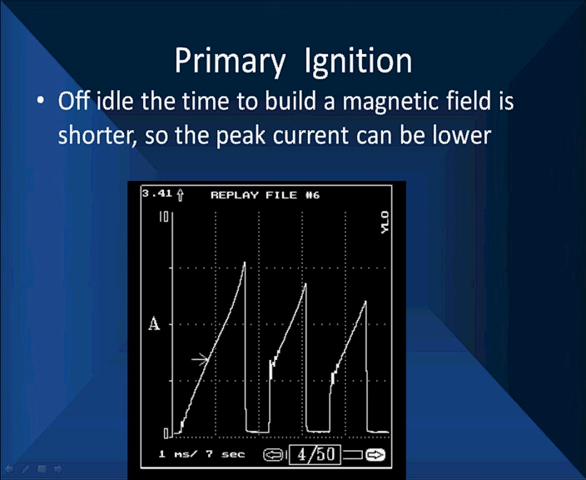 Primary Ignition
• Off idle the time to build a magnetic field is
shorter, so the peak current can be lower
3.41 REPLAY FILE #6
10
YLO
A
0
1 ms/ 7 sec 4/50